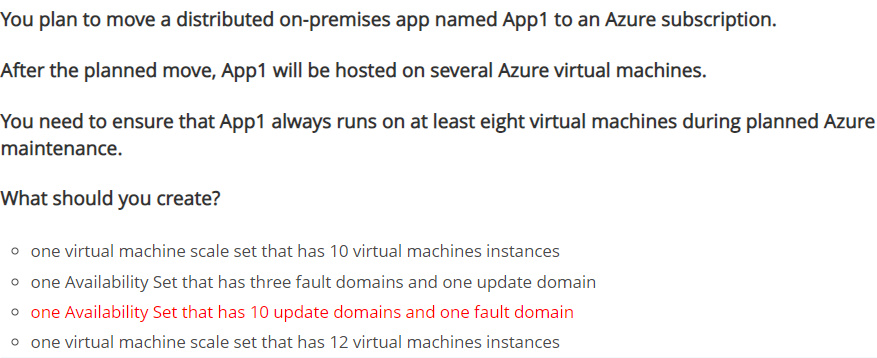 You plan to move a distributed on-premises app named App1 to an Azure subscription.
After the planned move, App1 will be hosted on several Azure virtual machines.
You need to ensure that App1 always runs on at least eight virtual machines during planned Azure
maintenance.
What should you create?
one virtual machine scale set that has 10 virtual machines instances
one Availability Set that has three fault domains and one update domain
one Availability Set that has 10 update domains and one fault domain
one virtual machine scale set that has 12 virtual machines instances